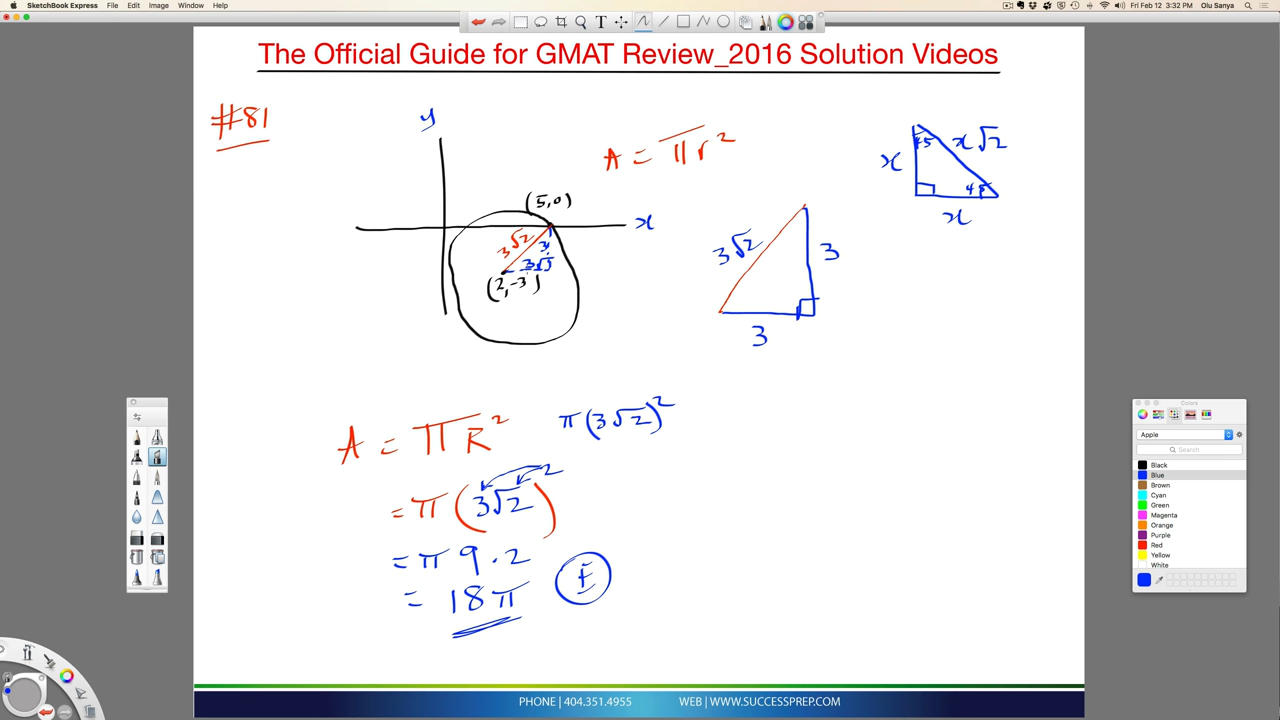 SketchBook Express File Edit Image Window Help
Fri Feb 12 3:32 PM Olu Sanya
The Official Guide for GMAT Review_2016 Solution Videos
#81
y
A = πr²
45
x
x√2
45
x
(5,0)
x
3√2
3
(2,-3)
3√2
3
3
A = πR²
π(3√2)²
= π(3√2)²
= π 9 · 2
= 18π
E
Colors
Apple
Search
Black
Blue
Brown
Cyan
Green
Magenta
Orange
Purple
Red
Yellow
White
PHONE | 404.351.4955 WEB | WWW.SUCCESSPREP.COM